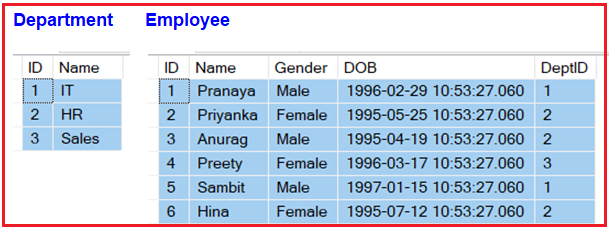 Department Employee
ID Name ID Name Gender DOB DeptID
1 IT 1 Pranaya Male 1996-02-29 10:53:27.060 1
2 HR 2 Priyanka Female 1995-05-25 10:53:27.060 2
3 Sales 3 Anurag Male 1995-04-19 10:53:27.060 2
4 Preety Female 1996-03-17 10:53:27.060 3
5 Sambit Male 1997-01-15 10:53:27.060 1
6 Hina Female 1995-07-12 10:53:27.060 2